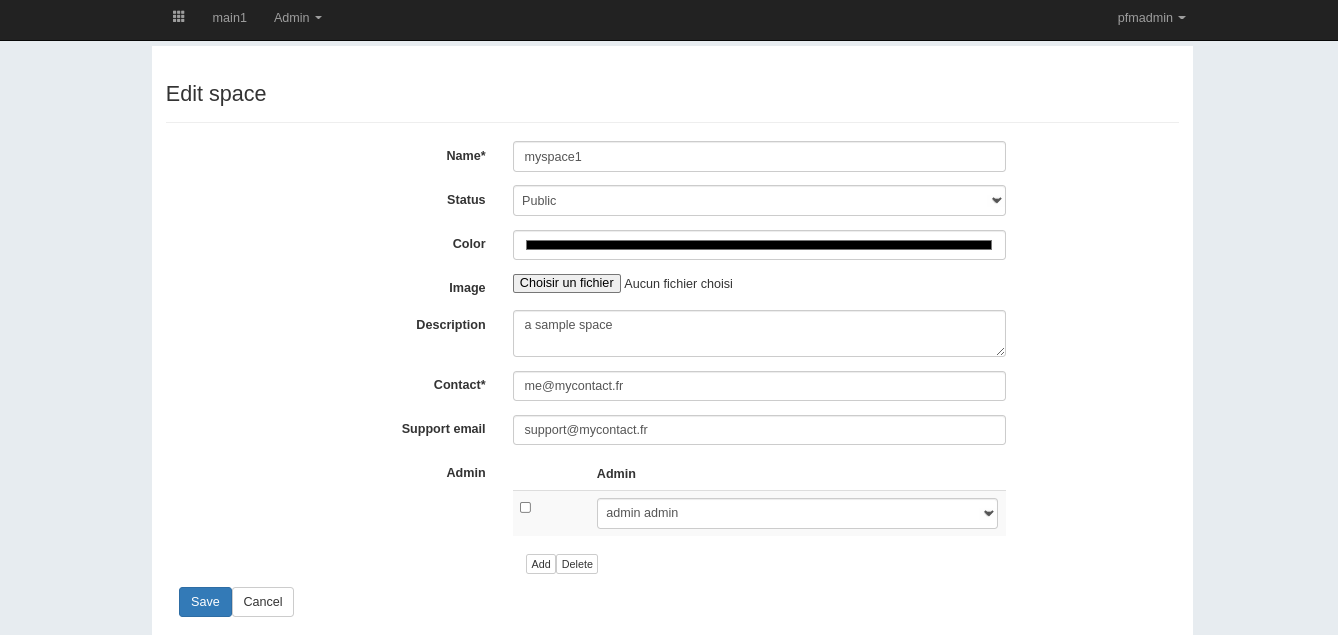 main1 Admin pfmadmin
Edit space
Name* myspace1
Status Public
Color
Image Choisir un fichier Aucun fichier choisi
Description a sample space
Contact* me@mycontact.fr
Support email support@mycontact.fr
Admin Admin
admin admin
Add Delete
Save Cancel